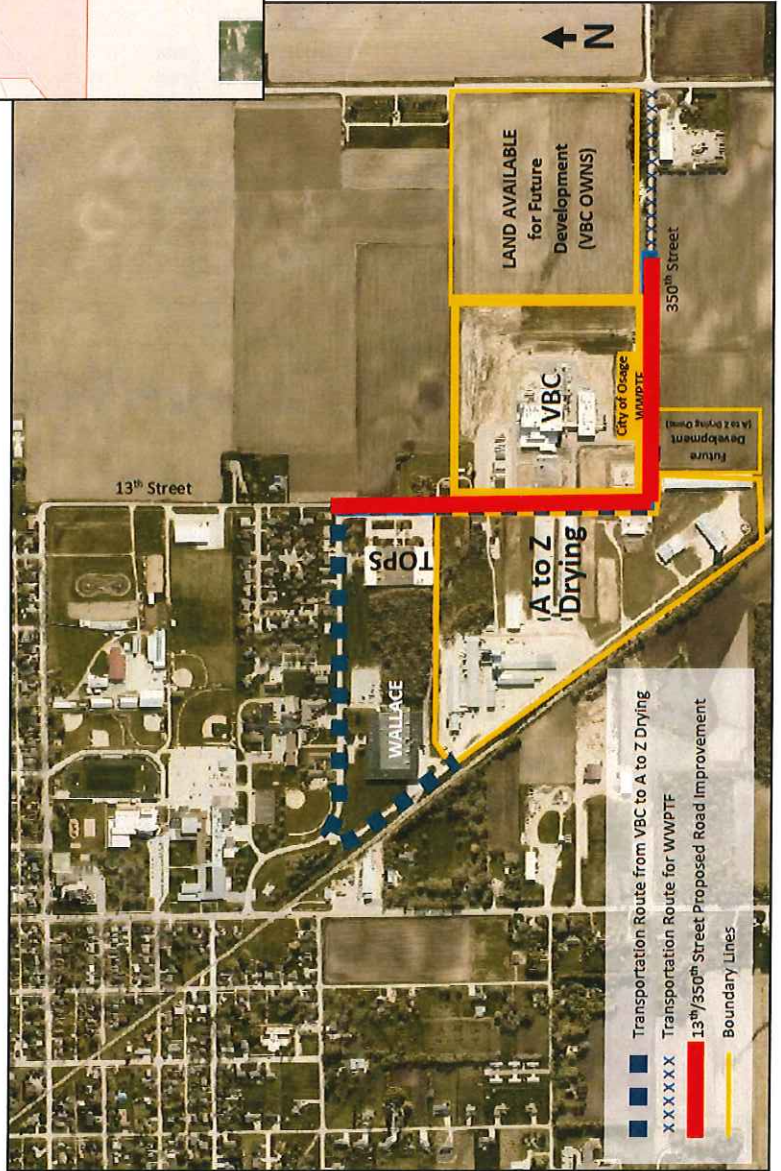 N
LAND AVAILABLE
for Future
Development
(VBC OWNS)
350th Street
VBC
City of Osage
WWPTF
Future
Development
(A to Z Drying Owns)
13th Street
TOPS
A to Z
Drying
WALLACE
Transportation Route from VBC to A to Z Drying
xxxxxx Transportation Route for WWPTF
13th/350th Street Proposed Road Improvement
Boundary Lines